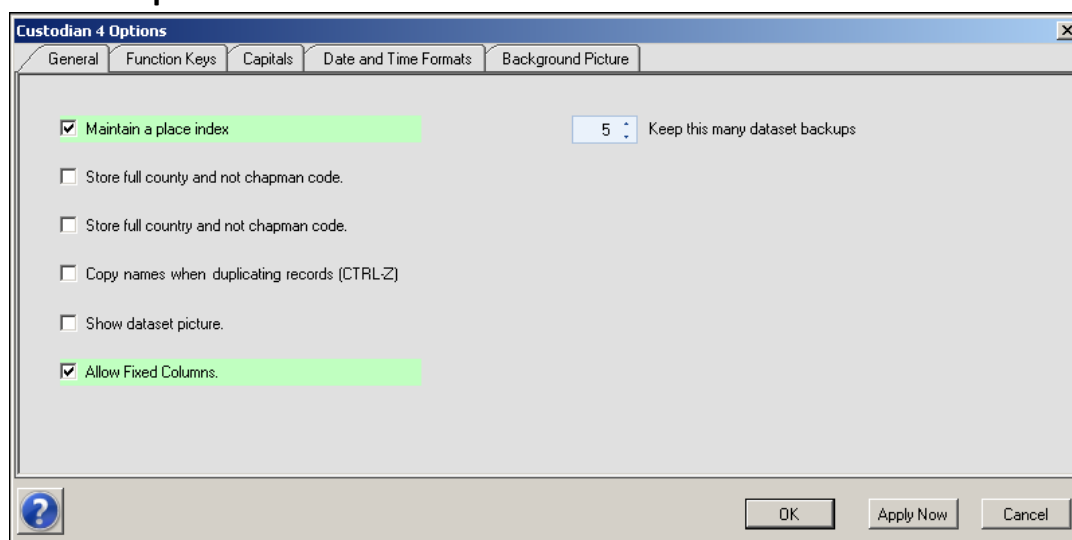 Custodian 4 Options
General Function Keys Capitals Date and Time Formats Background Picture
Maintain a place index 5 Keep this many dataset backups
Store full county and not chapman code.
Store full country and not chapman code.
Copy names when duplicating records (CTRL-Z)
Show dataset picture.
Allow Fixed Columns.
OK Apply Now Cancel